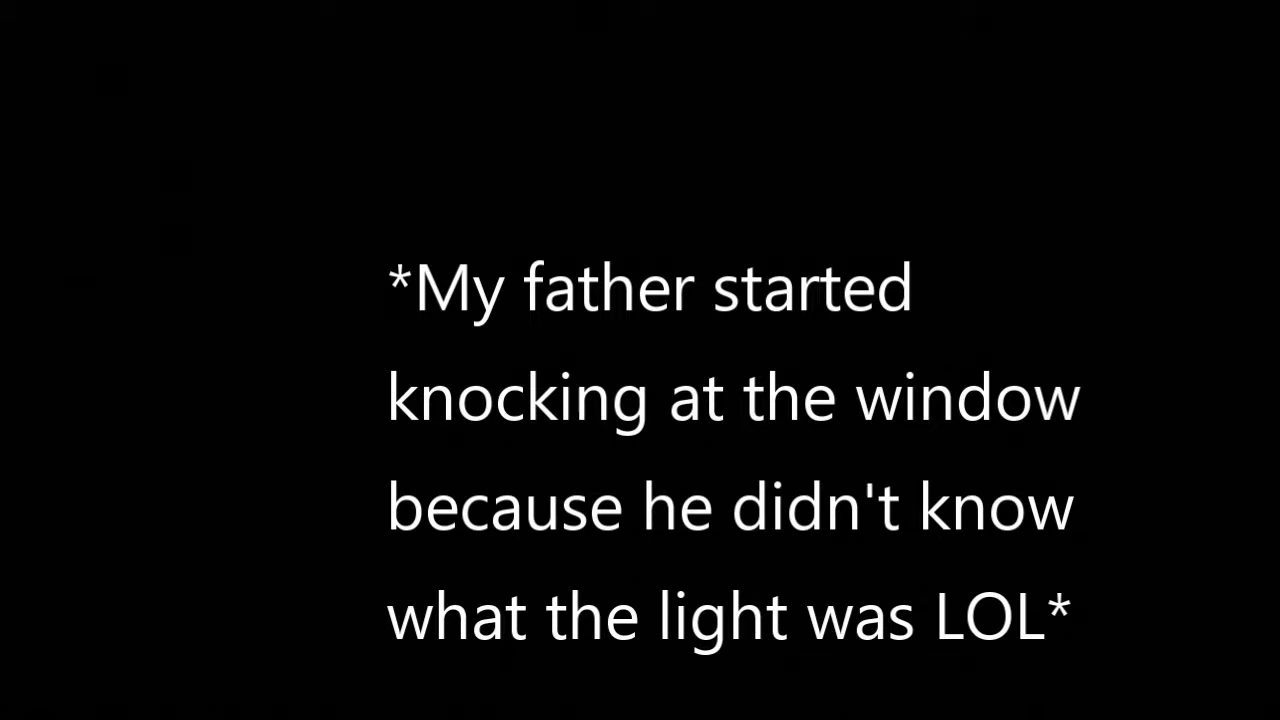 *My father started
knocking at the window
because he didn't know
what the light was LOL*